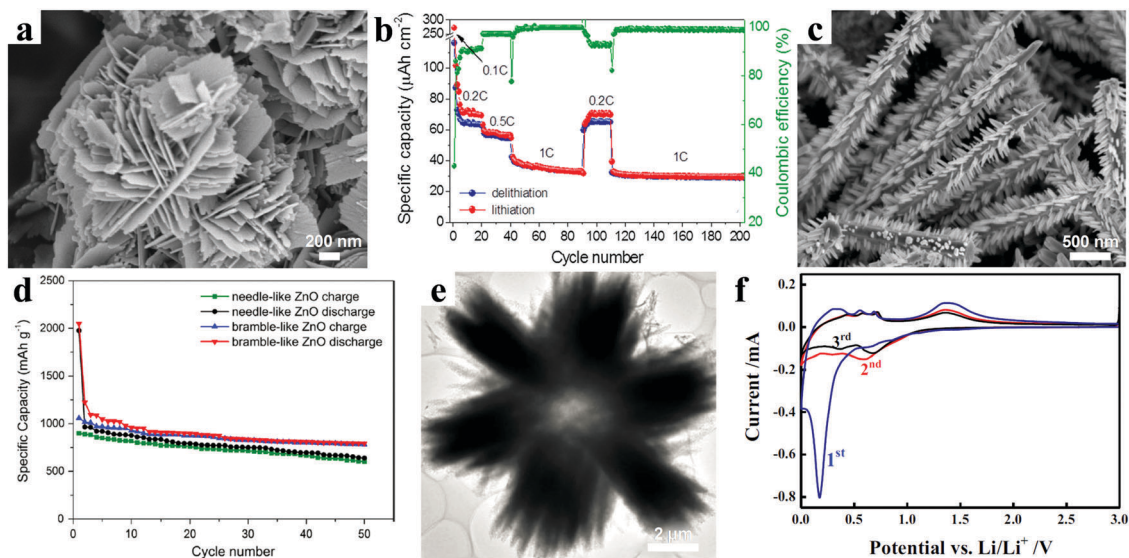 a
200 nm
b
Specific capacity (μAh cm⁻²)
300
250
100
80
60
40
20
0
0.1C
0.2C
0.5C
1C
0.2C
1C
delithiation
lithiation
100
80
60
40
20
Coulombic efficiency (%)
0 20 40 60 80 100 120 140 160 180 200
Cycle number
c
500 nm
d
Specific Capacity (mAh g⁻¹)
2500
2000
1500
1000
500
0
needle-like ZnO charge
needle-like ZnO discharge
bramble-like ZnO charge
bramble-like ZnO discharge
0 10 20 30 40 50
Cycle number
e
2 μm
f
Current /mA
0.2
0.0
-0.2
-0.4
-0.6
-0.8
3rd
2nd
1st
0.0 0.5 1.0 1.5 2.0 2.5 3.0
Potential vs. Li/Li⁺ /V